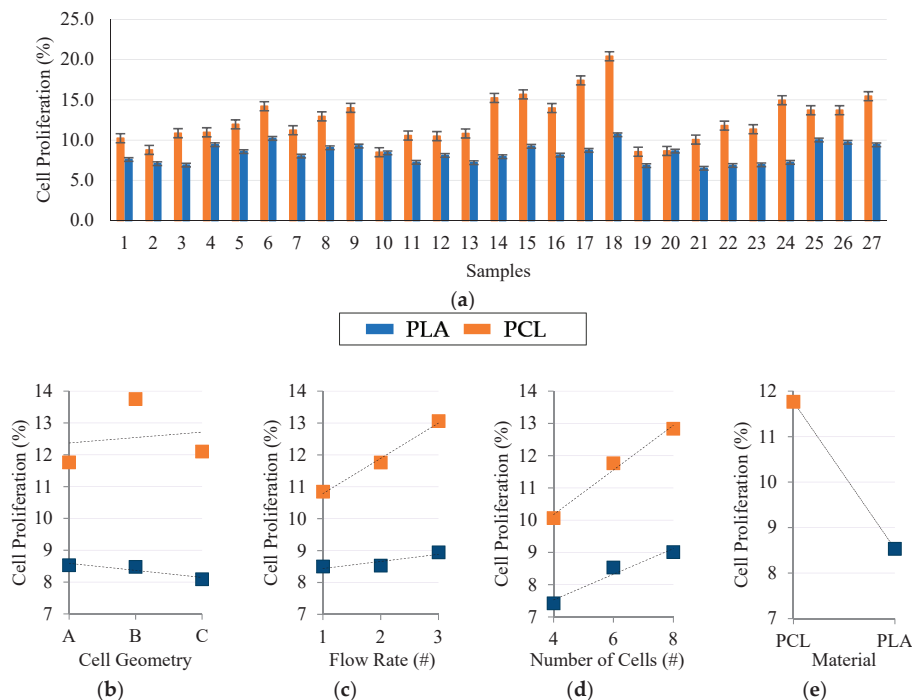 25.0
20.0
15.0
10.0
5.0
0.0
Cell Proliferation (%)
1 2 3 4 5 6 7 8 9 10 11 12 13 14 15 16 17 18 19 20 21 22 23 24 25 26 27
Samples
(a)
PLA PCL
14
13
12
11
10
9
8
7
Cell Proliferation (%)
A B C
Cell Geometry
(b)
14
13
12
11
10
9
8
7
Cell Proliferation (%)
1 2 3
Flow Rate (#)
(c)
14
13
12
11
10
9
8
7
Cell Proliferation (%)
4 6 8
Number of Cells (#)
(d)
12
11
10
9
8
7
Cell Proliferation (%)
PCL PLA
Material
(e)